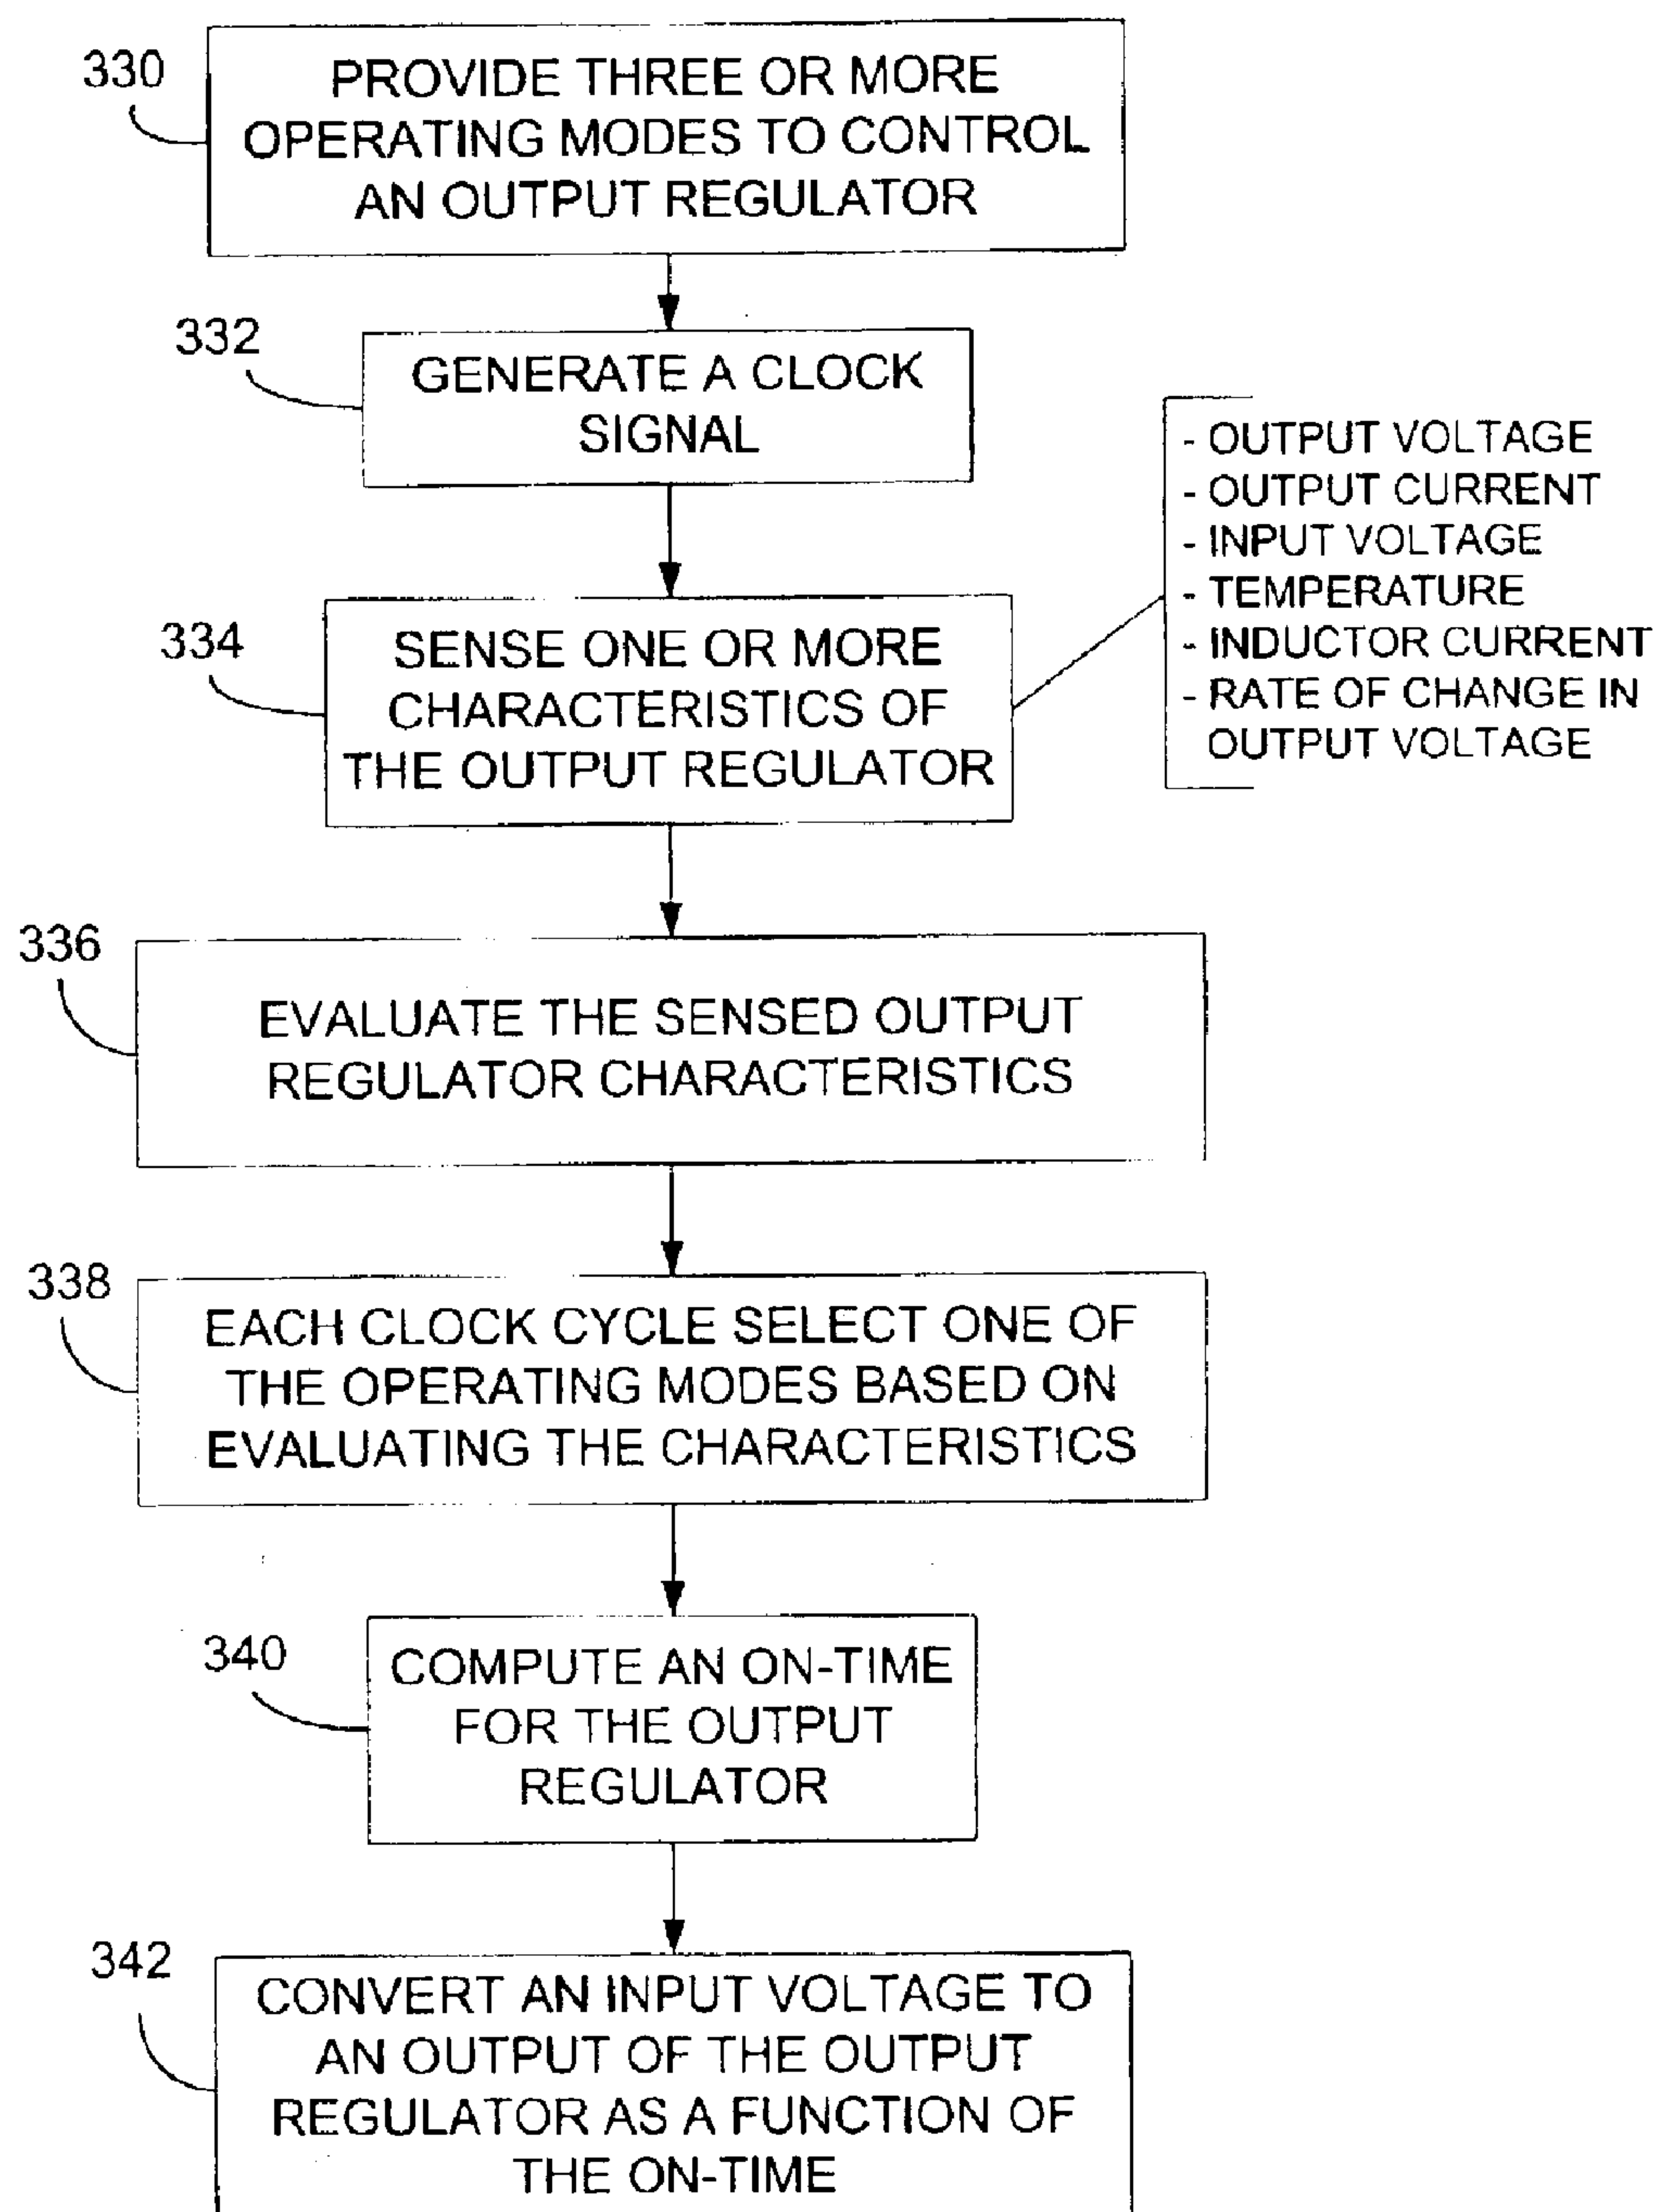 330
PROVIDE THREE OR MORE
OPERATING MODES TO CONTROL
AN OUTPUT REGULATOR
332
GENERATE A CLOCK
SIGNAL
334
SENSE ONE OR MORE
CHARACTERISTICS OF
THE OUTPUT REGULATOR
- OUTPUT VOLTAGE
- OUTPUT CURRENT
- INPUT VOLTAGE
- TEMPERATURE
- INDUCTOR CURRENT
- RATE OF CHANGE IN
OUTPUT VOLTAGE
336
EVALUATE THE SENSED OUTPUT
REGULATOR CHARACTERISTICS
338
EACH CLOCK CYCLE SELECT ONE OF
THE OPERATING MODES BASED ON
EVALUATING THE CHARACTERISTICS
340
COMPUTE AN ON-TIME
FOR THE OUTPUT
REGULATOR
342
CONVERT AN INPUT VOLTAGE TO
AN OUTPUT OF THE OUTPUT
REGULATOR AS A FUNCTION OF
THE ON-TIME